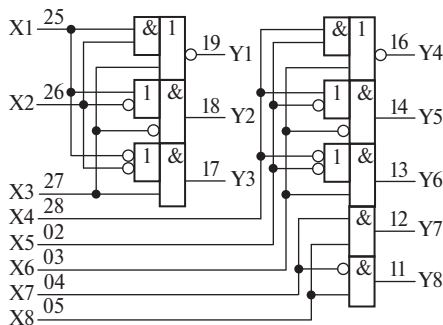 X1 25 & 1 19 Y1 & 1 16 Y4
X2 26 1 & 18 Y2 1 & 14 Y5
1 & 17 Y3 1 & 13 Y6
X3 27
X4 28
X5 02 & 12 Y7
X6 03
X7 04 & 11 Y8
X8 05